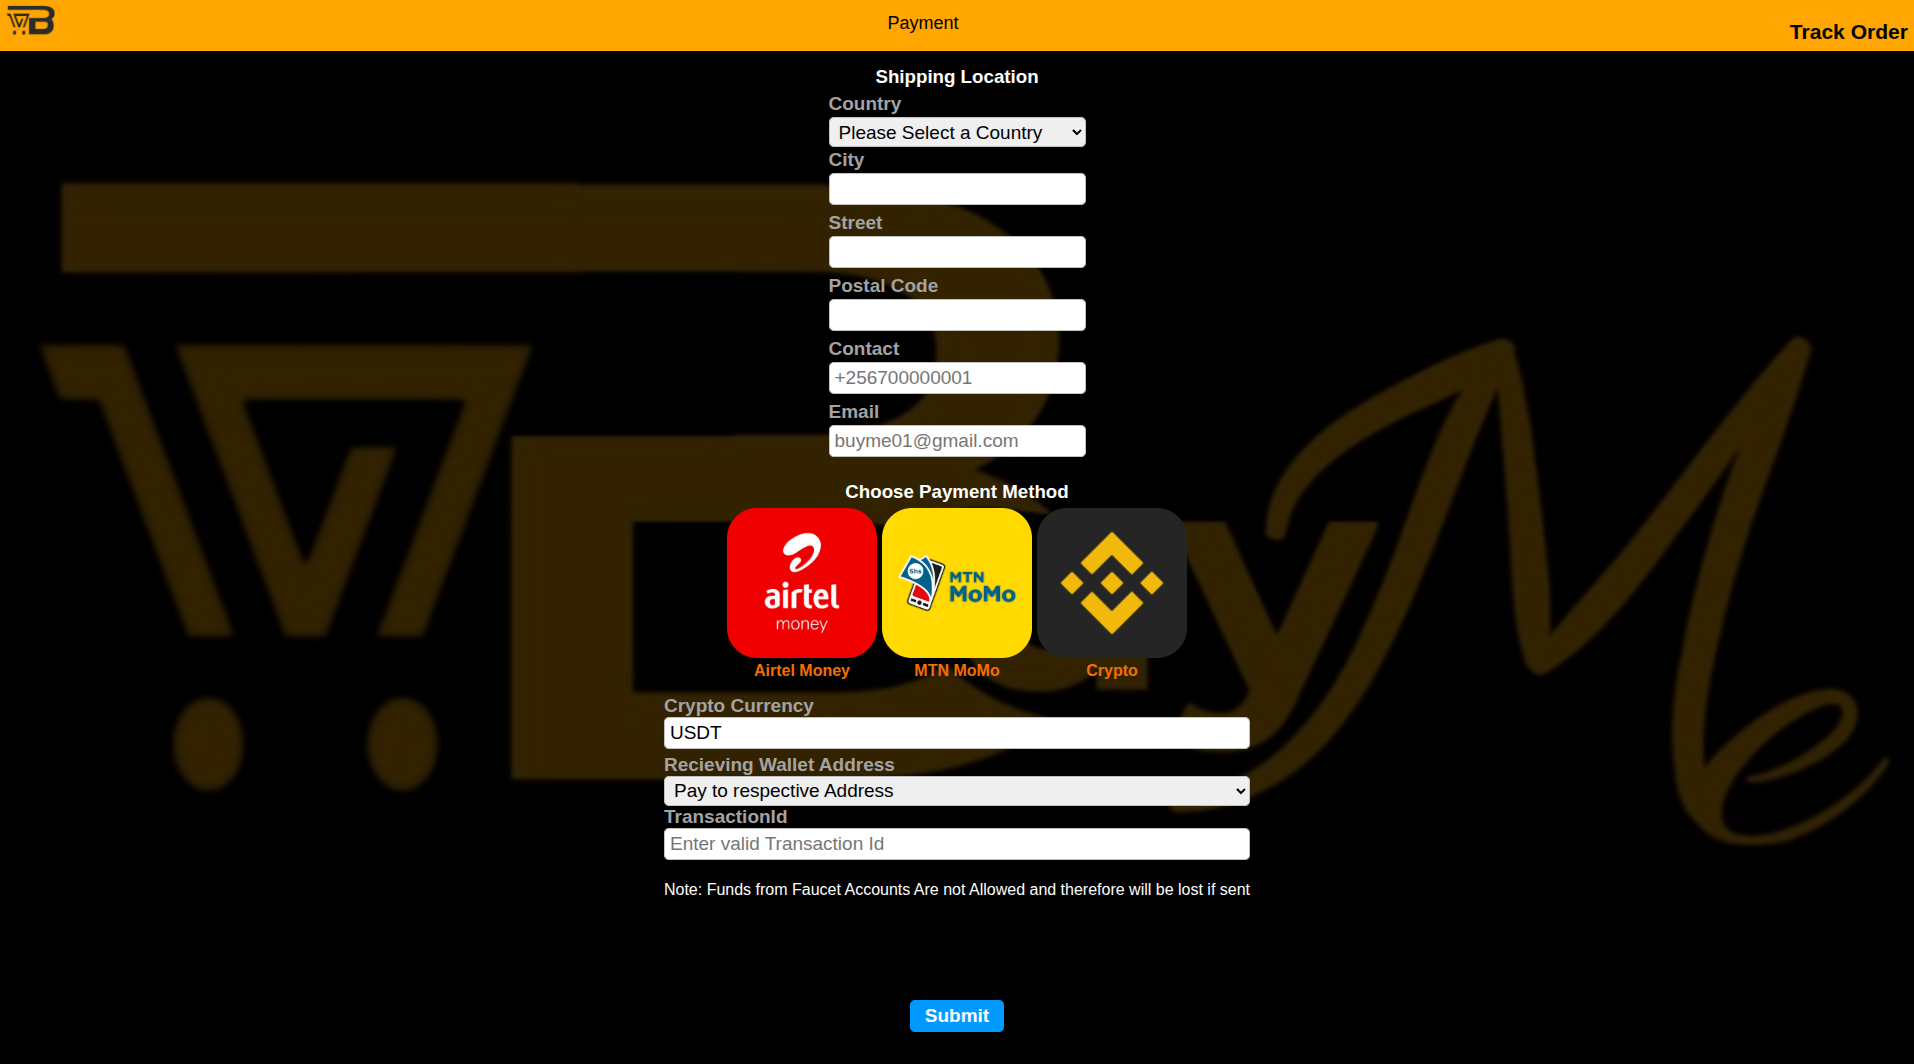 B
Payment
Track Order
Shipping Location
Country
Please Select a Country
City
Street
Postal Code
Contact
+256700000001
Email
buyme01@gmail.com
Choose Payment Method
airtel
money
Shs
MTN
MoMo
Airtel Money
MTN MoMo
Crypto
Crypto Currency
USDT
Recieving Wallet Address
Pay to respective Address
TransactionId
Enter valid Transaction Id
Note: Funds from Faucet Accounts Are not Allowed and therefore will be lost if sent
Submit
BuyMe